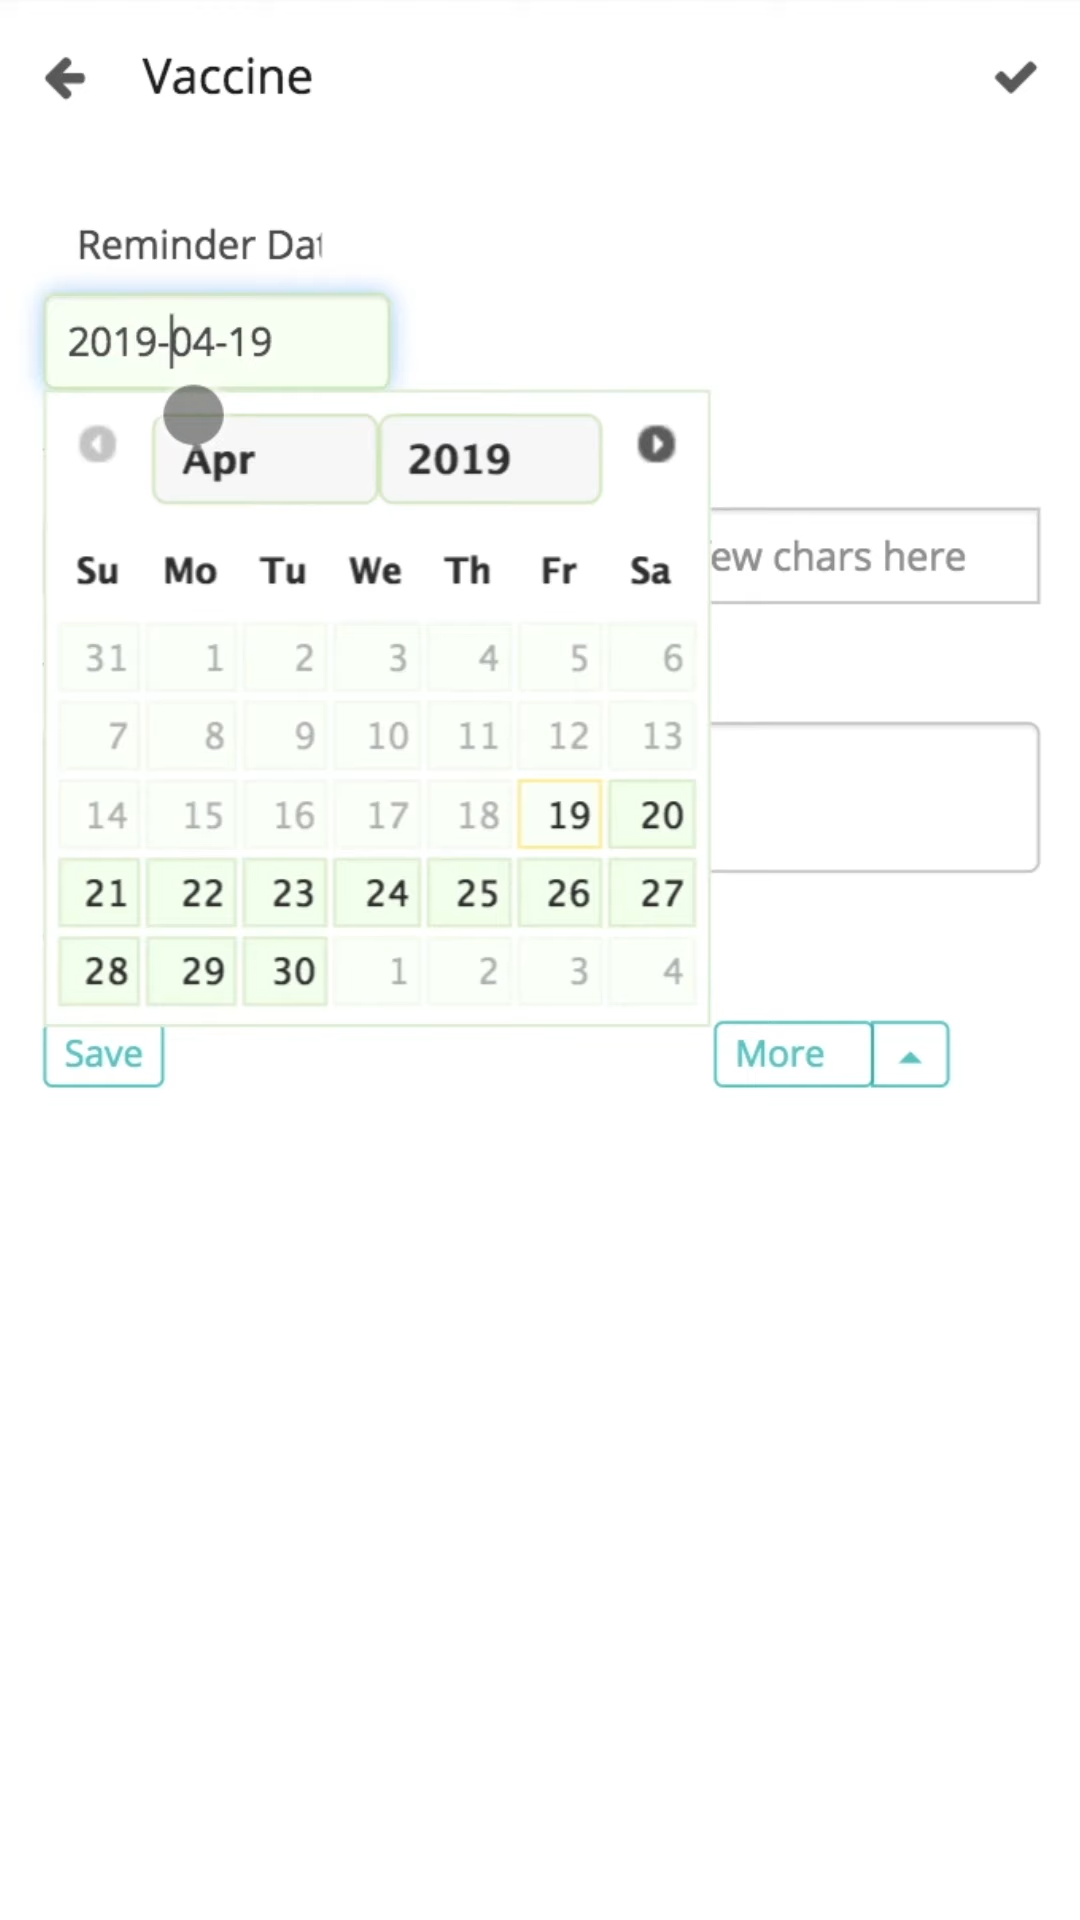 Vaccine
Reminder Dat
2019-04-19
Apr 2019
Su Mo Tu We Th Fr Sa
ew chars here
31 1 2 3 4 5 6
7 8 9 10 11 12 13
14 15 16 17 18 19 20
21 22 23 24 25 26 27
28 29 30 1 2 3 4
Save More